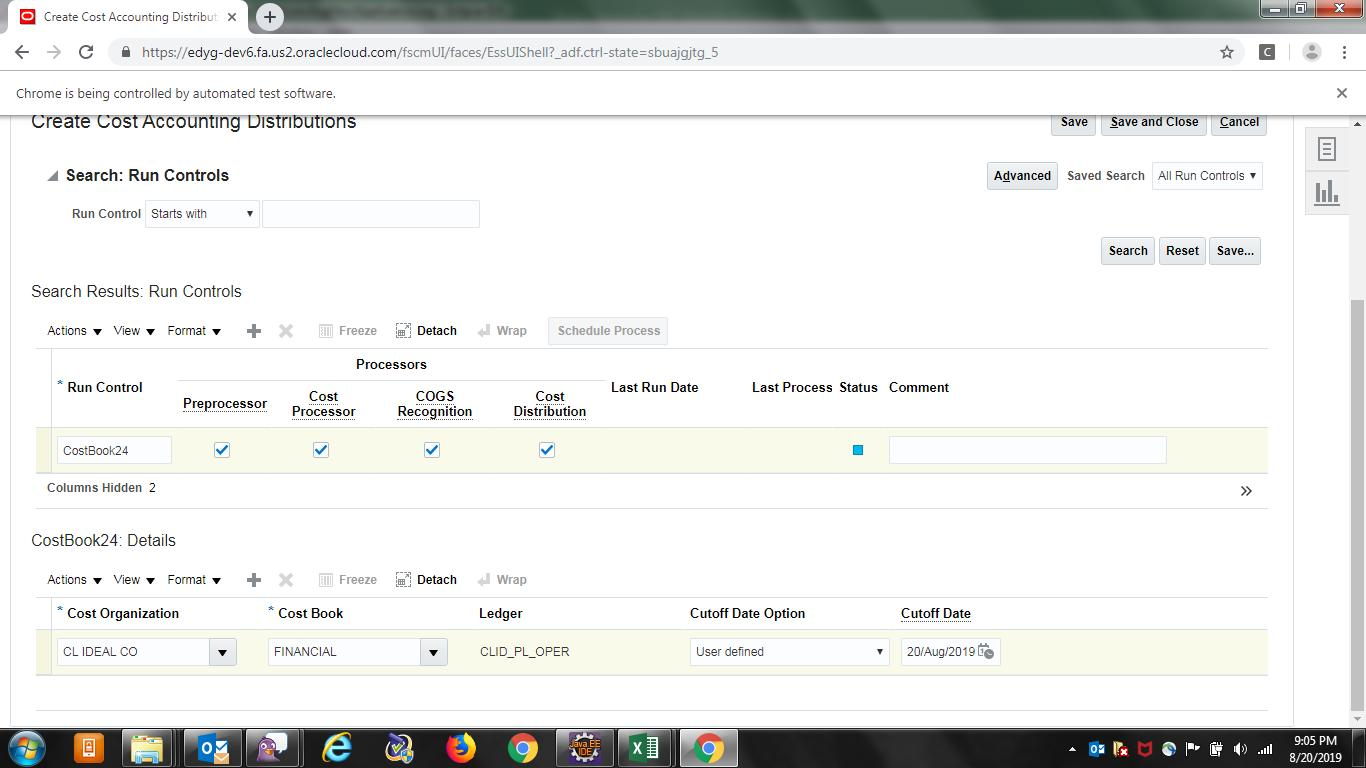 Create Cost Accounting Distribut
https://edyg-dev6.fa.us2.oraclecloud.com/fscmUI/faces/EssUIShell?_adf.ctrl-state=sbuajgjtg_5
C
Chrome is being controlled by automated test software.
Create Cost Accounting Distributions
Save Save and Close Cancel
Search: Run Controls
Advanced Saved Search All Run Controls
Run Control Starts with
Search Reset Save...
Search Results: Run Controls
Actions View Format Freeze Detach Wrap Schedule Process
Processors
* Run Control Preprocessor Cost Processor COGS Recognition Cost Distribution Last Run Date Last Process Status Comment
CostBook24
Columns Hidden 2
CostBook24: Details
Actions View Format Freeze Detach Wrap
* Cost Organization * Cost Book Ledger Cutoff Date Option Cutoff Date
CL IDEAL CO FINANCIAL CLID_PL_OPER User defined 20/Aug/2019
Java EE
IDE
9:05 PM
8/20/2019